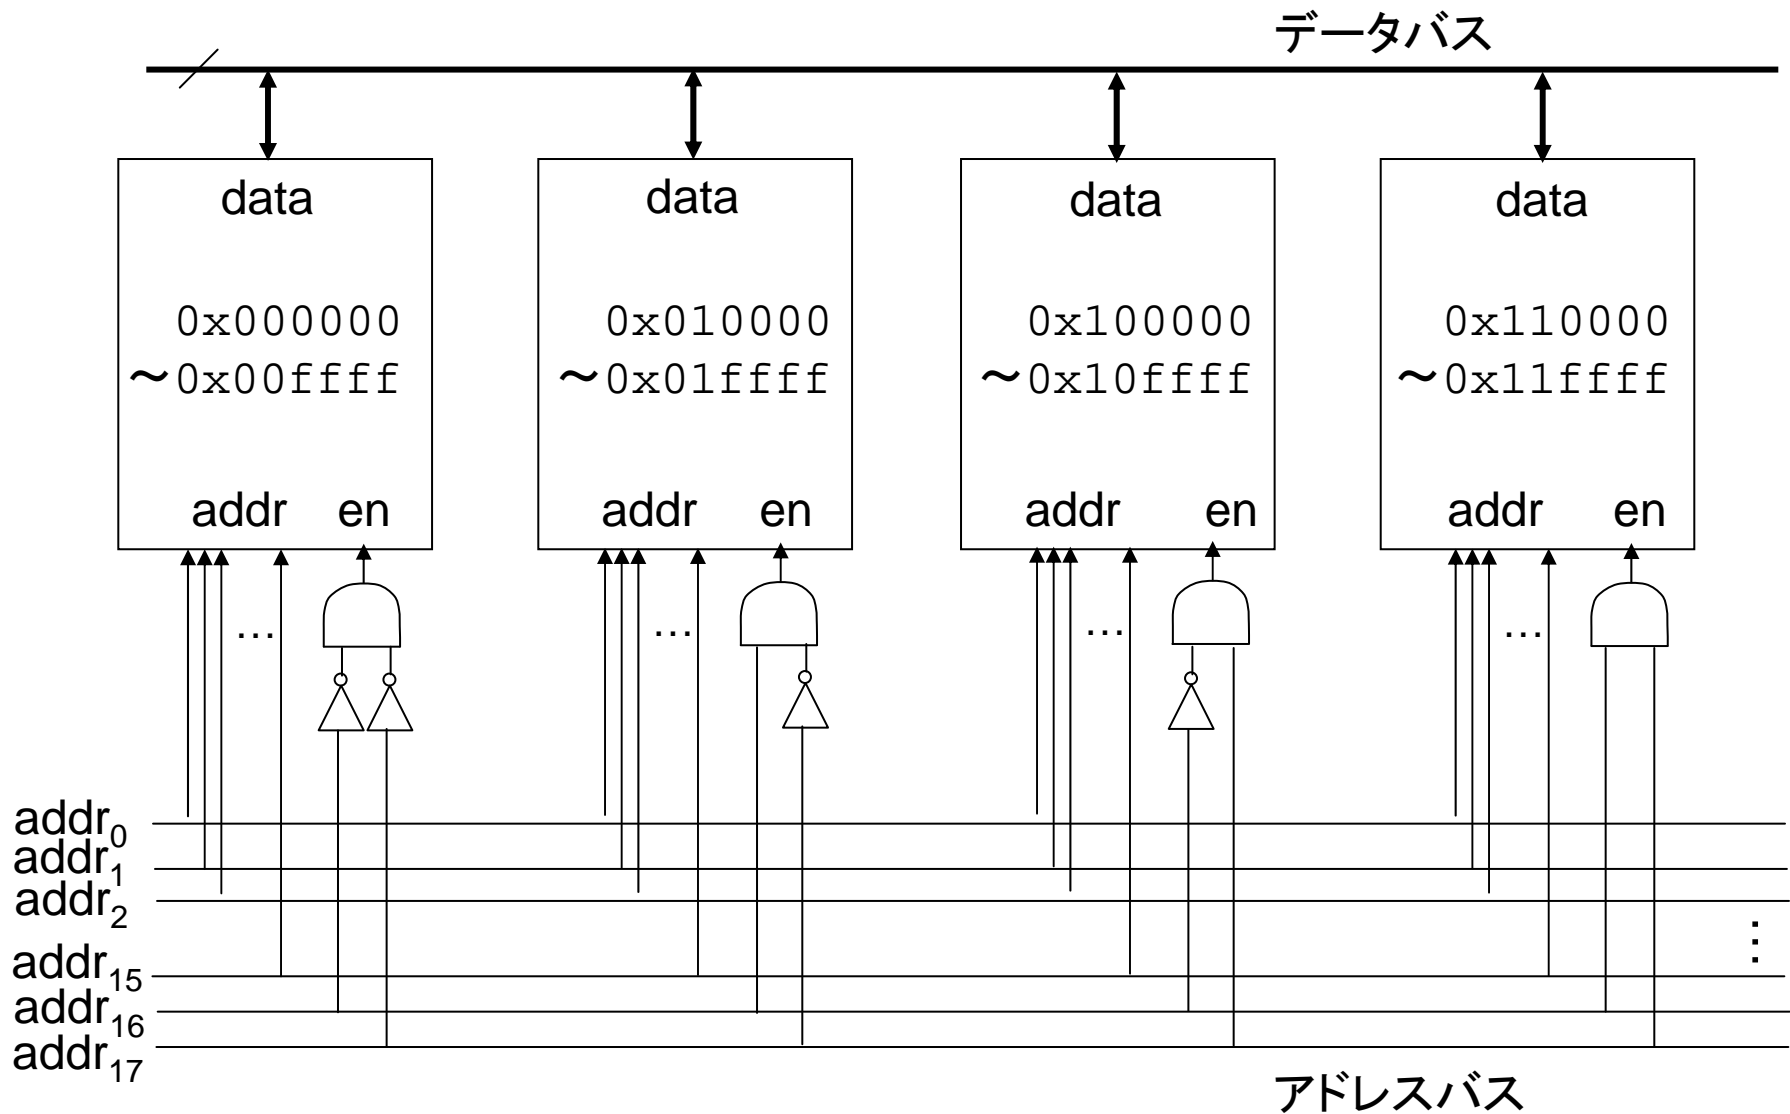 データバス
data
0x000000
～0x00ffff
addr en
...
data
0x010000
～0x01ffff
addr en
...
data
0x100000
～0x10ffff
addr en
...
data
0x110000
～0x11ffff
addr en
...
addr0
addr1
addr2
...
addr15
addr16
addr17
アドレスバス